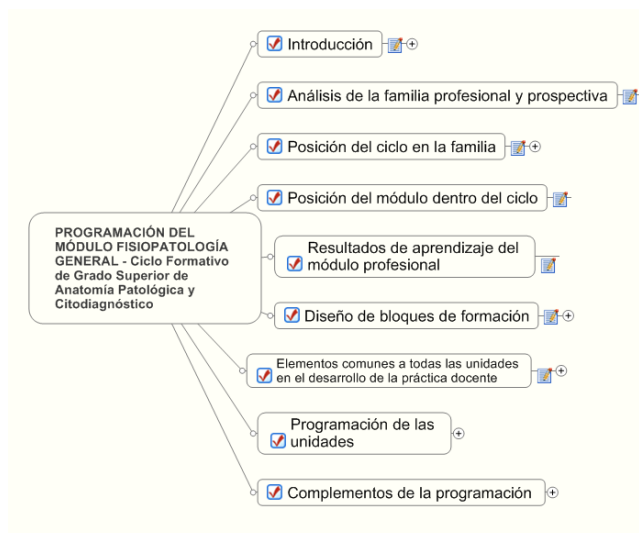 Introducción
Análisis de la familia profesional y prospectiva
Posición del ciclo en la familia
Posición del módulo dentro del ciclo
PROGRAMACIÓN DEL
MÓDULO FISIOPATOLOGÍA
GENERAL - Ciclo Formativo
de Grado Superior de
Anatomía Patológica y
Citodiagnóstico
Resultados de aprendizaje del
módulo profesional
Diseño de bloques de formación
Elementos comunes a todas las unidades
en el desarrollo de la práctica docente
Programación de las
unidades
Complementos de la programación